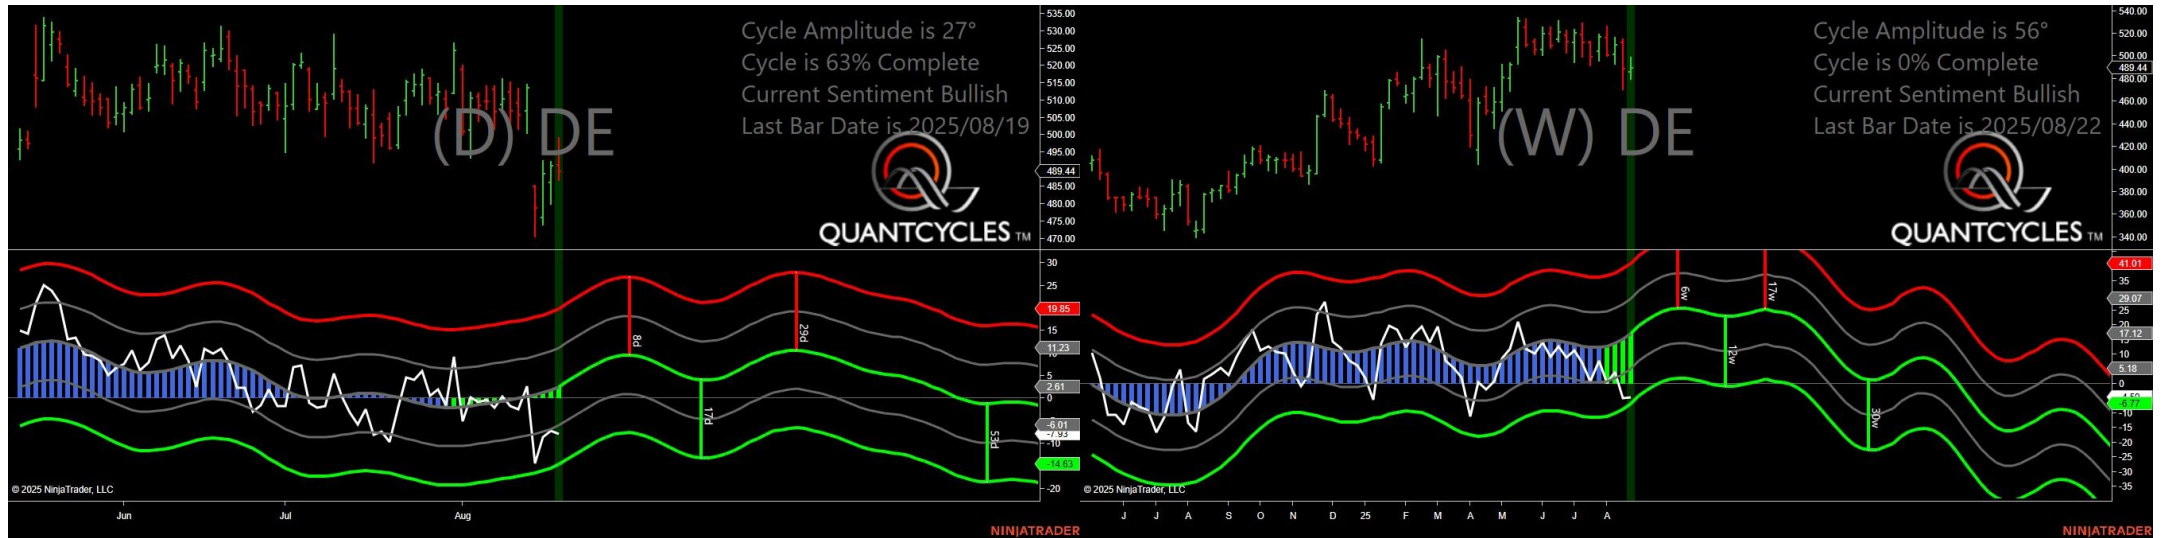 Cycle Amplitude is 27°
Cycle is 63% Complete
Current Sentiment Bullish
Last Bar Date is 2025/08/19
(D) DE
QUANTCYCLES TM
535.00
530.00
525.00
520.00
515.00
510.00
505.00
500.00
495.00
489.44
485.00
480.00
475.00
470.00
30
25
19.85
15
11.23
5
2.61
0
-6.01
-7.93
-10
-14.63
-20
8d
17d
29d
53d
© 2025 NinjaTrader, LLC
Jun Jul Aug
NINJATRADER
Cycle Amplitude is 56°
Cycle is 0% Complete
Current Sentiment Bullish
Last Bar Date is 2025/08/22
(W) DE
QUANTCYCLES TM
540.00
520.00
500.00
489.44
480.00
460.00
440.00
420.00
400.00
380.00
360.00
340.00
41.01
35
29.07
25
20
17.12
15
10
5.18
0
-6.77
-10
-15
-20
-25
-30
-35
6w
12w
17w
30w
© 2025 NinjaTrader, LLC
J J A S O N D 25 F M A M J J A
NINJATRADER